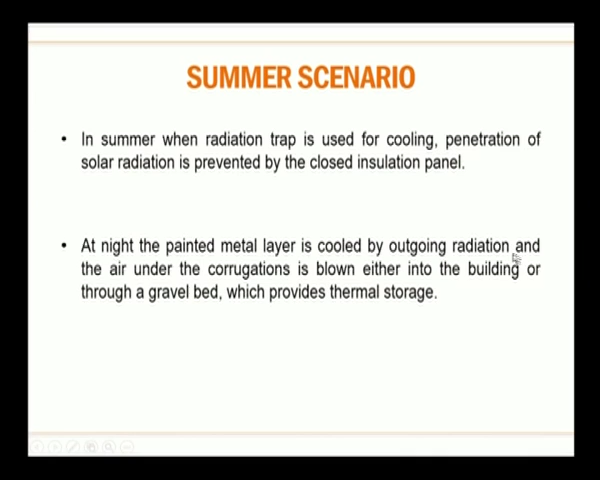 SUMMER SCENARIO
• In summer when radiation trap is used for cooling, penetration of
solar radiation is prevented by the closed insulation panel.
• At night the painted metal layer is cooled by outgoing radiation and
the air under the corrugations is blown either into the building or
through a gravel bed, which provides thermal storage.